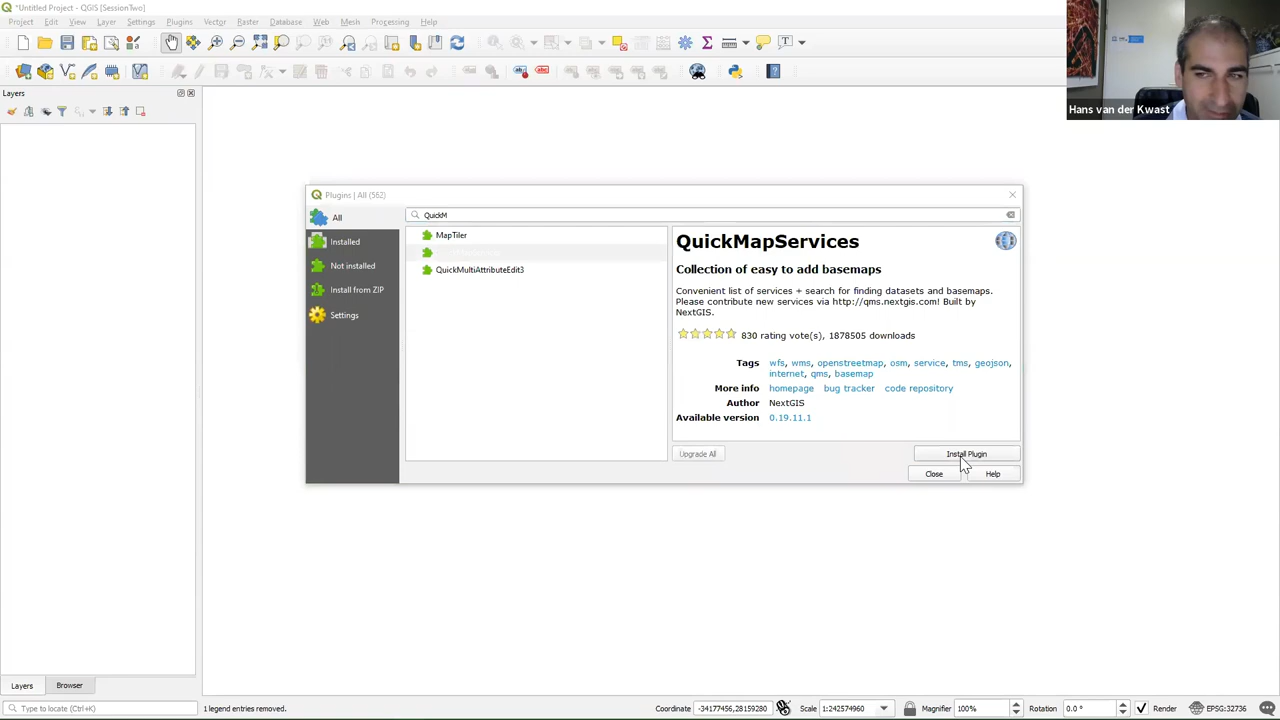 *Untitled Project - QGIS [SessionTwo]
Project Edit View Layer Settings Plugins Vector Raster Database Web Mesh Processing Help
Hans van der Kwast
Layers
Plugins | All (562)
All
Installed
Not installed
Install from ZIP
Settings
QuickM
MapTiler
QuickMultiAttributeEdit3
QuickMapServices
Collection of easy to add basemaps
Convenient list of services + search for finding datasets and basemaps.
Please contribute new services via http://qms.nextgis.com! Built by
NextGIS.
830 rating vote(s), 1878505 downloads
Tags wfs, wms, openstreetmap, osm, service, tms, geojson,
internet, qms, basemap
More info homepage bug tracker code repository
Author NextGIS
Available version 0.19.11.1
Upgrade All
Install Plugin
Close
Help
Layers Browser
Type to locate (Ctrl+K)
1 legend entries removed.
Coordinate -34177456,28159280
Scale 1:242574960
Magnifier 100%
Rotation 0.0 °
Render
EPSG:32736